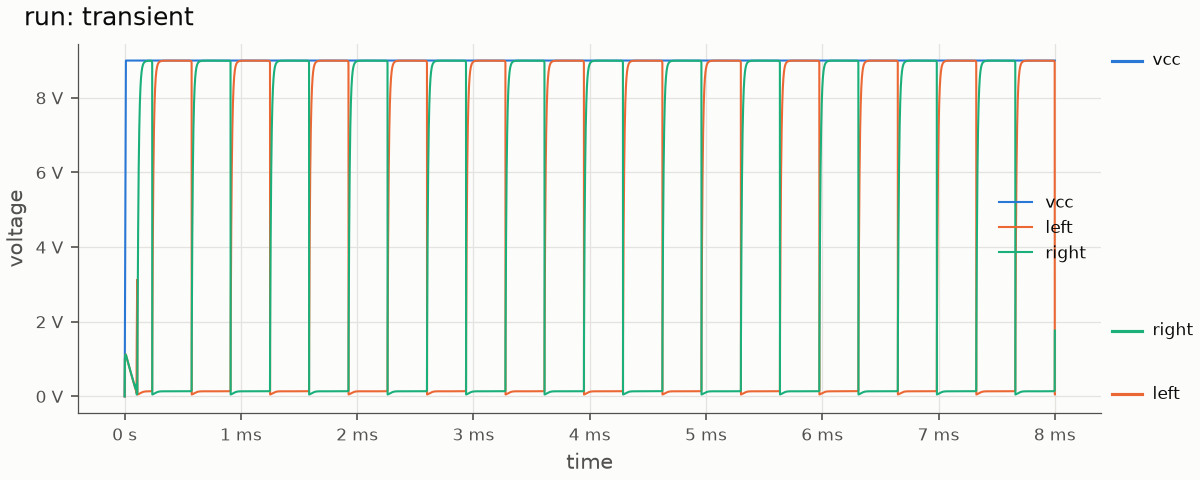 run: transient
vcc
8 V
6 V
4 V
2 V
0 V
voltage
vcc
left
right
right
left
0 s
1 ms
2 ms
3 ms
4 ms
5 ms
6 ms
7 ms
8 ms
time